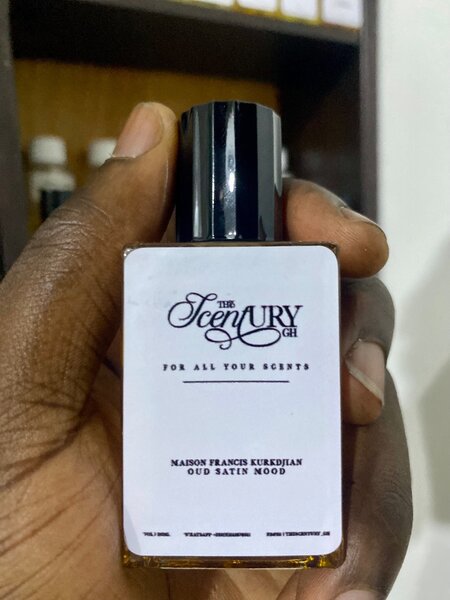 THE
ScentURY
GH
FOR ALL YOUR SCENTS
MAISON FRANCIS KURKDJIAN
OUD SATIN MOOD